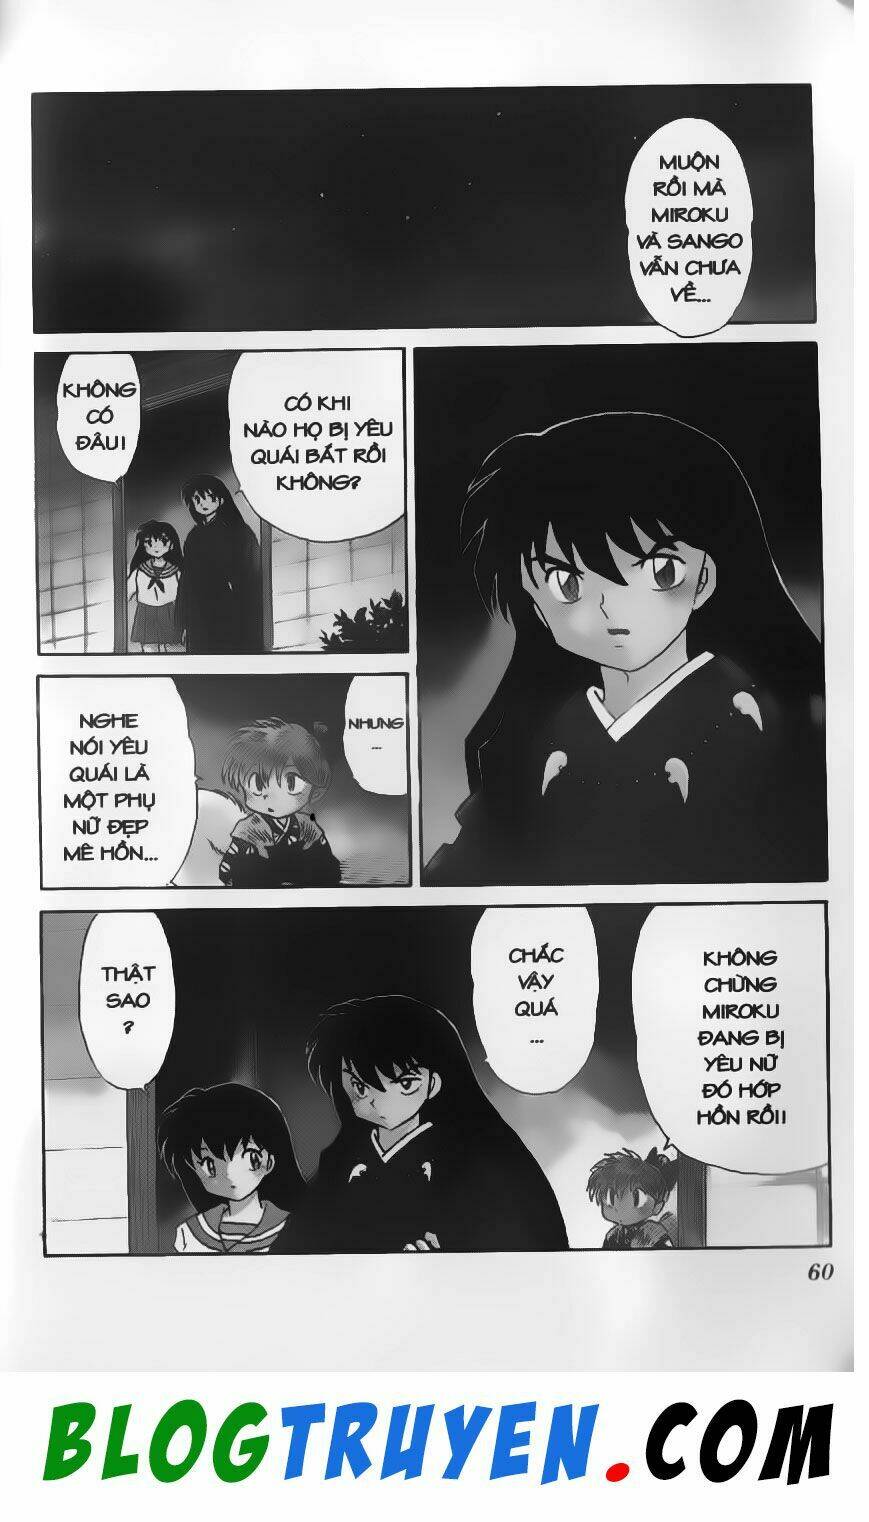 MUỘN
RỒI MÀ
MIROKU
VÀ SANGO
VẪN CHƯA
VỀ...
KHÔNG
CÓ
ĐÂU!
CÓ KHI
NÀO HỌ BỊ YÊU
QUÁI BẮT RỒI
KHÔNG?
NHƯNG
...
NGHE
NÓI YÊU
QUÁI LÀ
MỘT PHỤ
NỮ ĐẸP
MÊ HỒN...
KHÔNG
CHỪNG
MIROKU
ĐANG BỊ
YÊU NỮ
ĐÓ HỚP
HỒN RỒI!
CHẮC
VẬY
QUÁ
...
THẬT
SAO
?
60
BLOGTRUYEN.COM